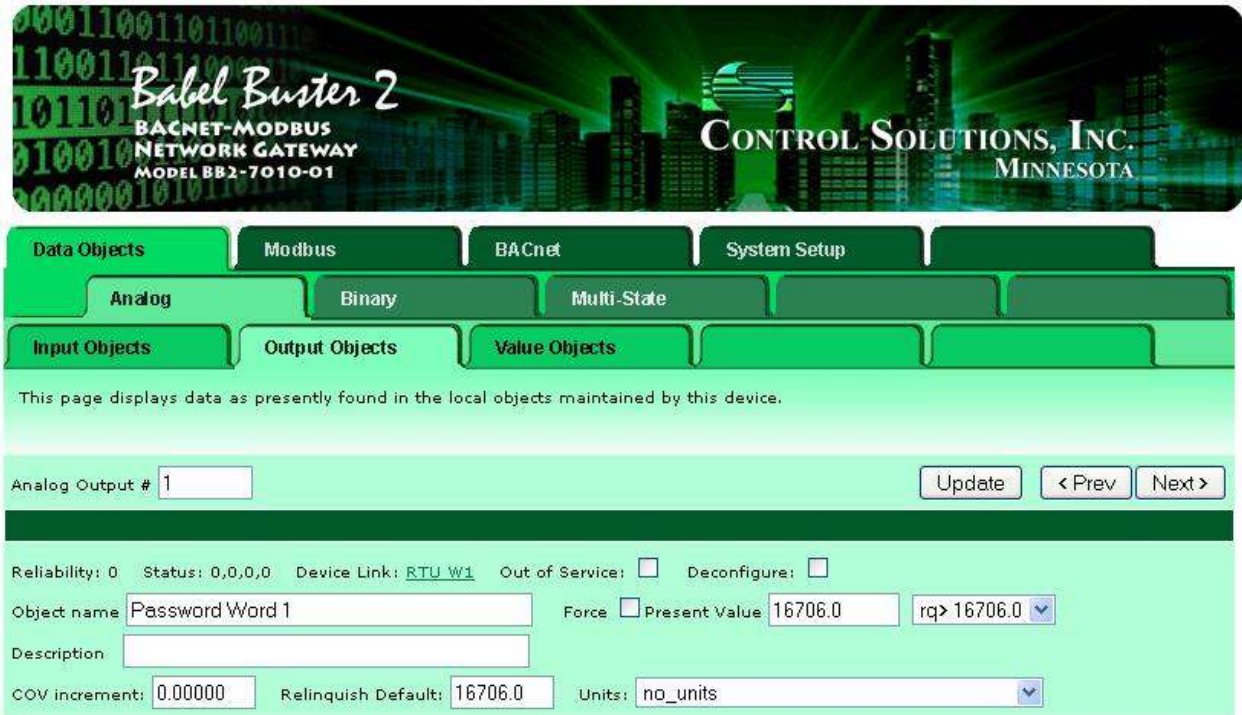 Babel Buster 2
BACNET-MODBUS
NETWORK GATEWAY
MODEL BB2-7010-01
CONTROL SOLUTIONS, INC.
MINNESOTA
Data Objects Modbus BACnet System Setup
Analog Binary Multi-State
Input Objects Output Objects Value Objects
This page displays data as presently found in the local objects maintained by this device.
Analog Output # 1 Update < Prev Next >
Reliability: 0 Status: 0,0,0,0 Device Link: RTU W1 Out of Service: Deconfigure:
Object name Password Word 1 Force Present Value 16706.0 rq> 16706.0
Description
COV increment: 0.00000 Relinquish Default: 16706.0 Units: no_units